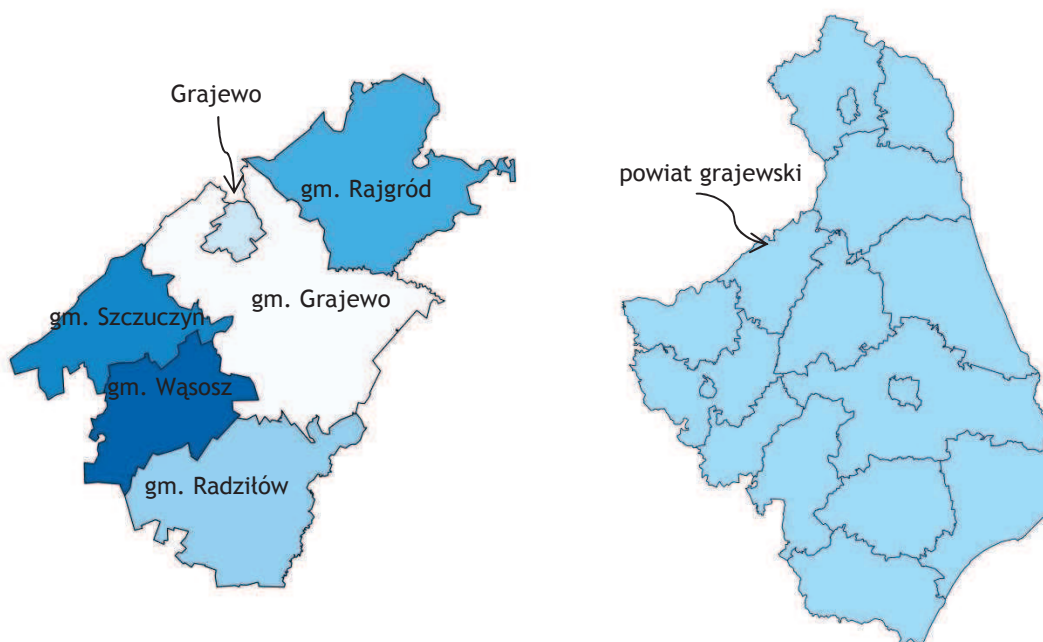 Grajewo
gm. Rajgród
powiat grajewski
gm. Grajewo
gm. Szczuczyn
gm. Wąsosz
gm. Radziłów